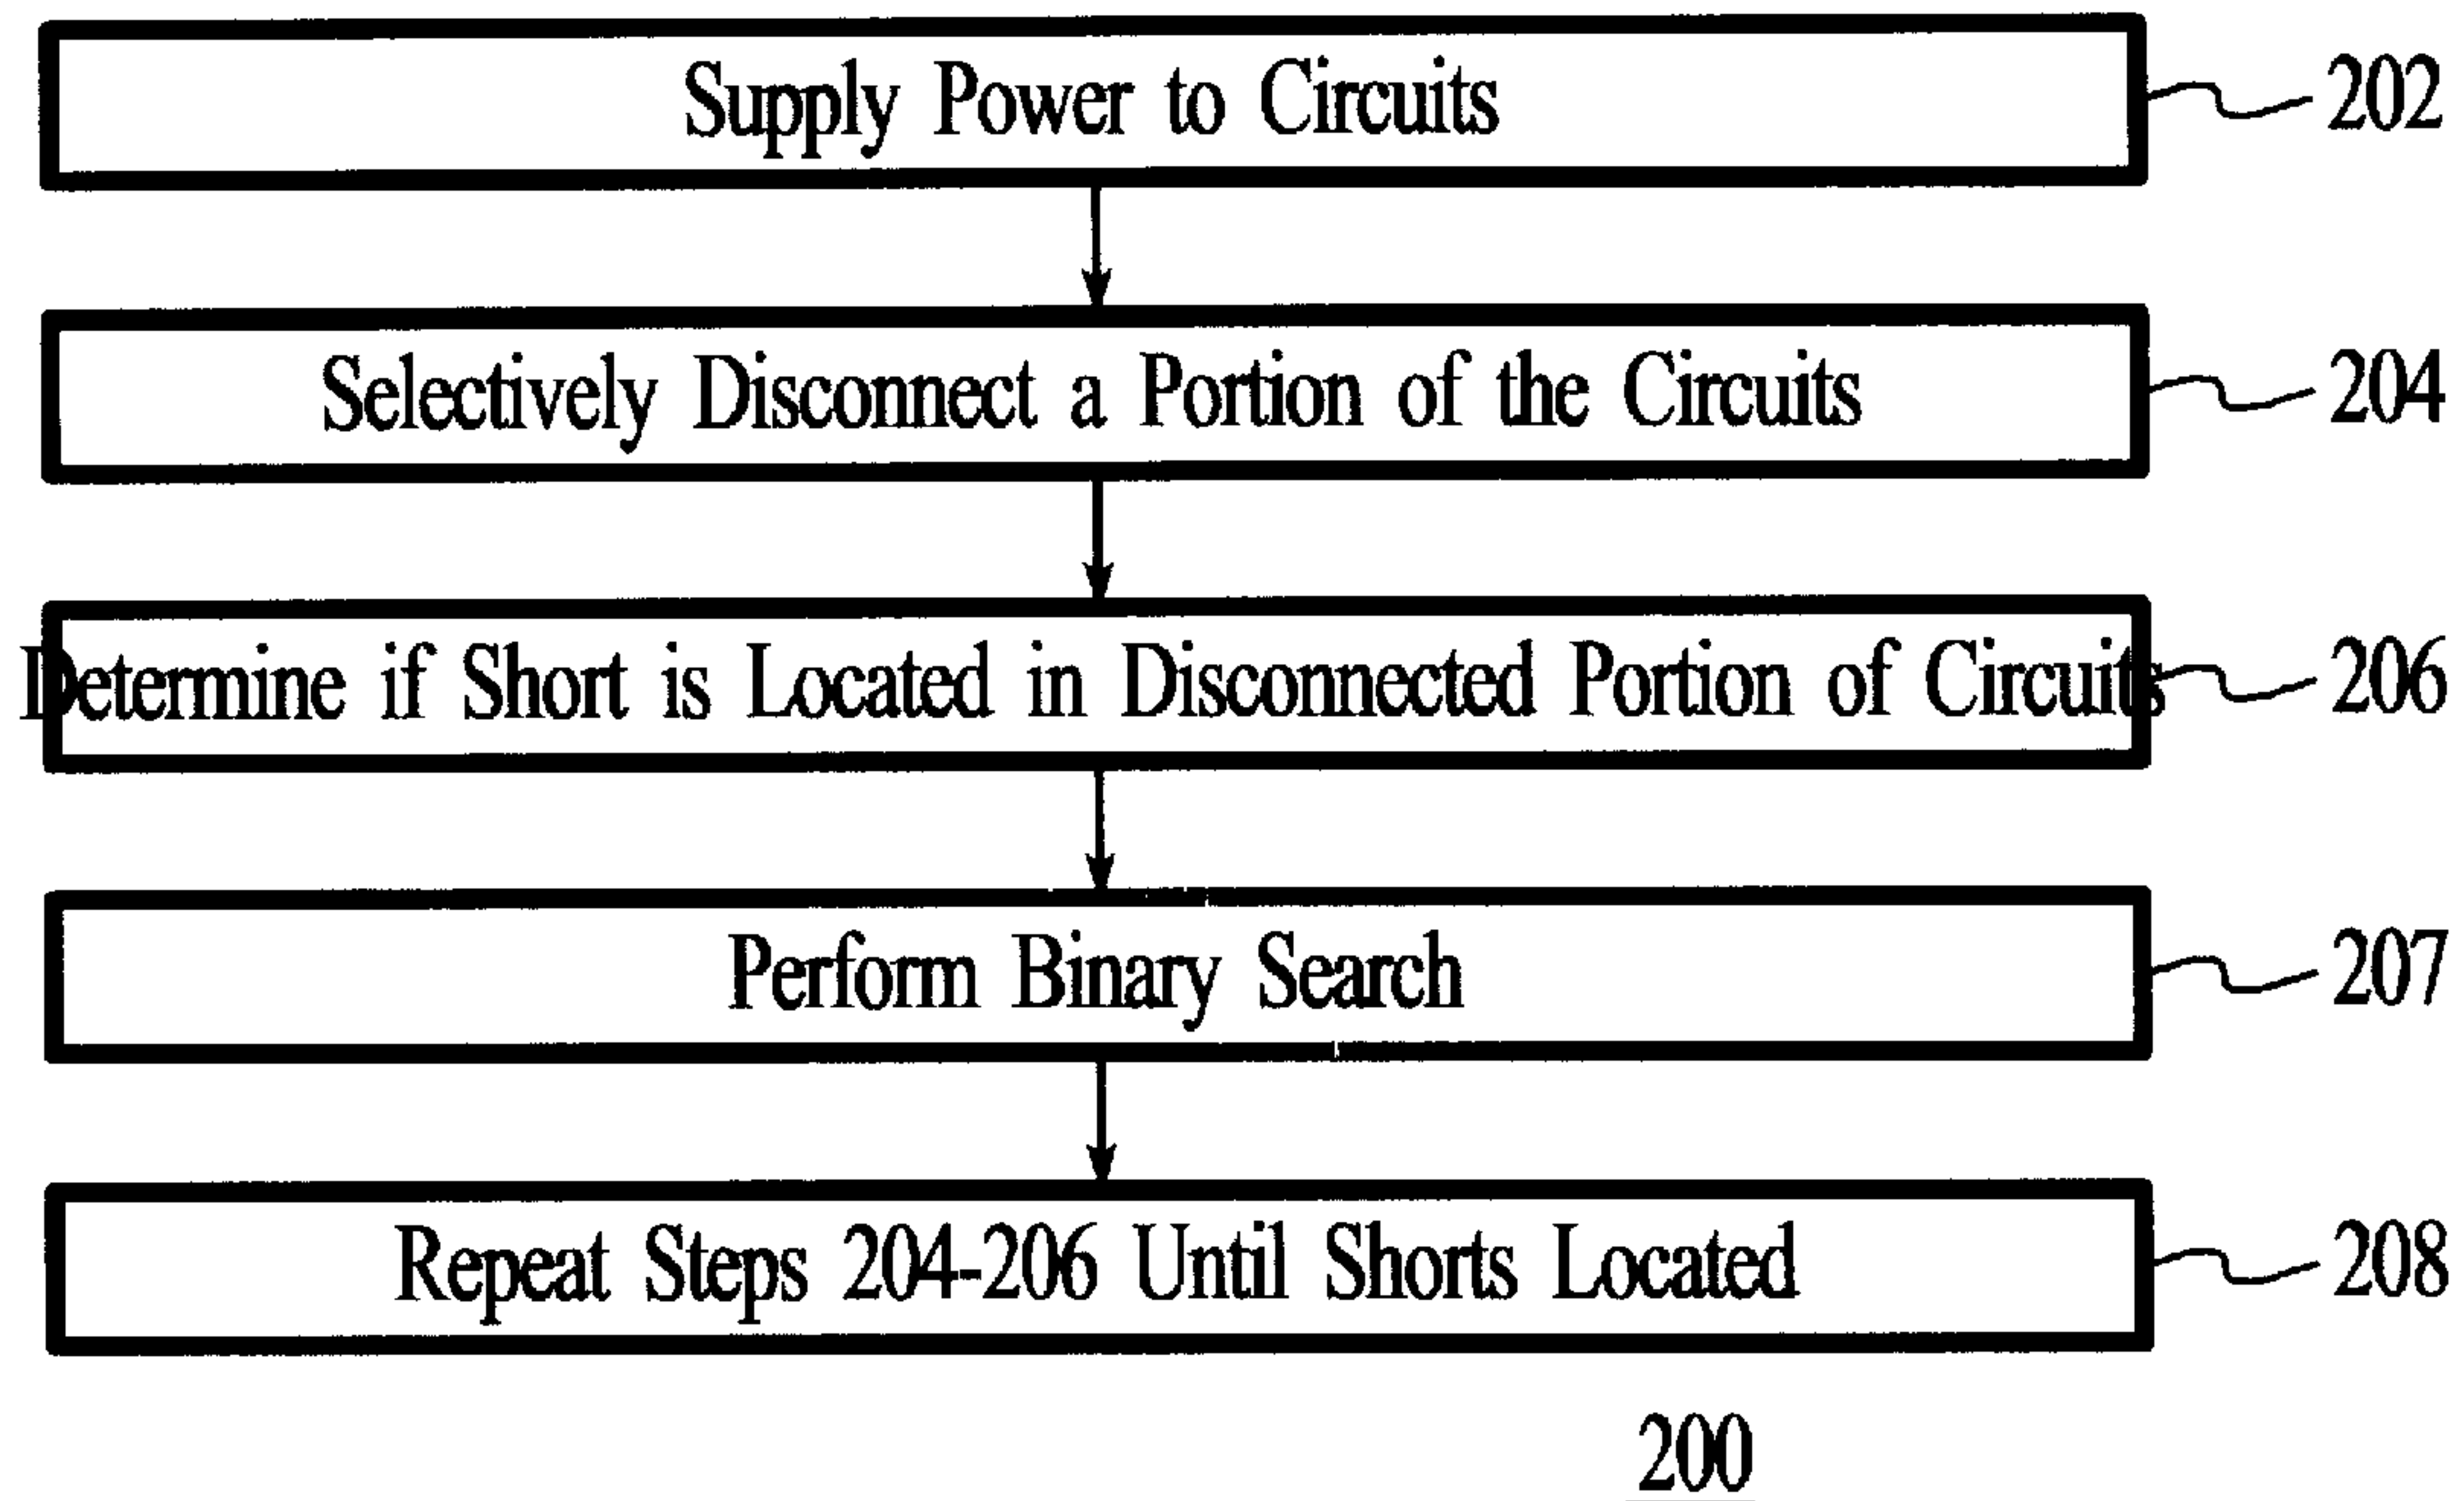 Supply Power to Circuits
202
Selectively Disconnect a Portion of the Circuits
204
Determine if Short is Located in Disconnected Portion of Circuits
206
Perform Binary Search
207
Repeat Steps 204-206 Until Shorts Located
208
200